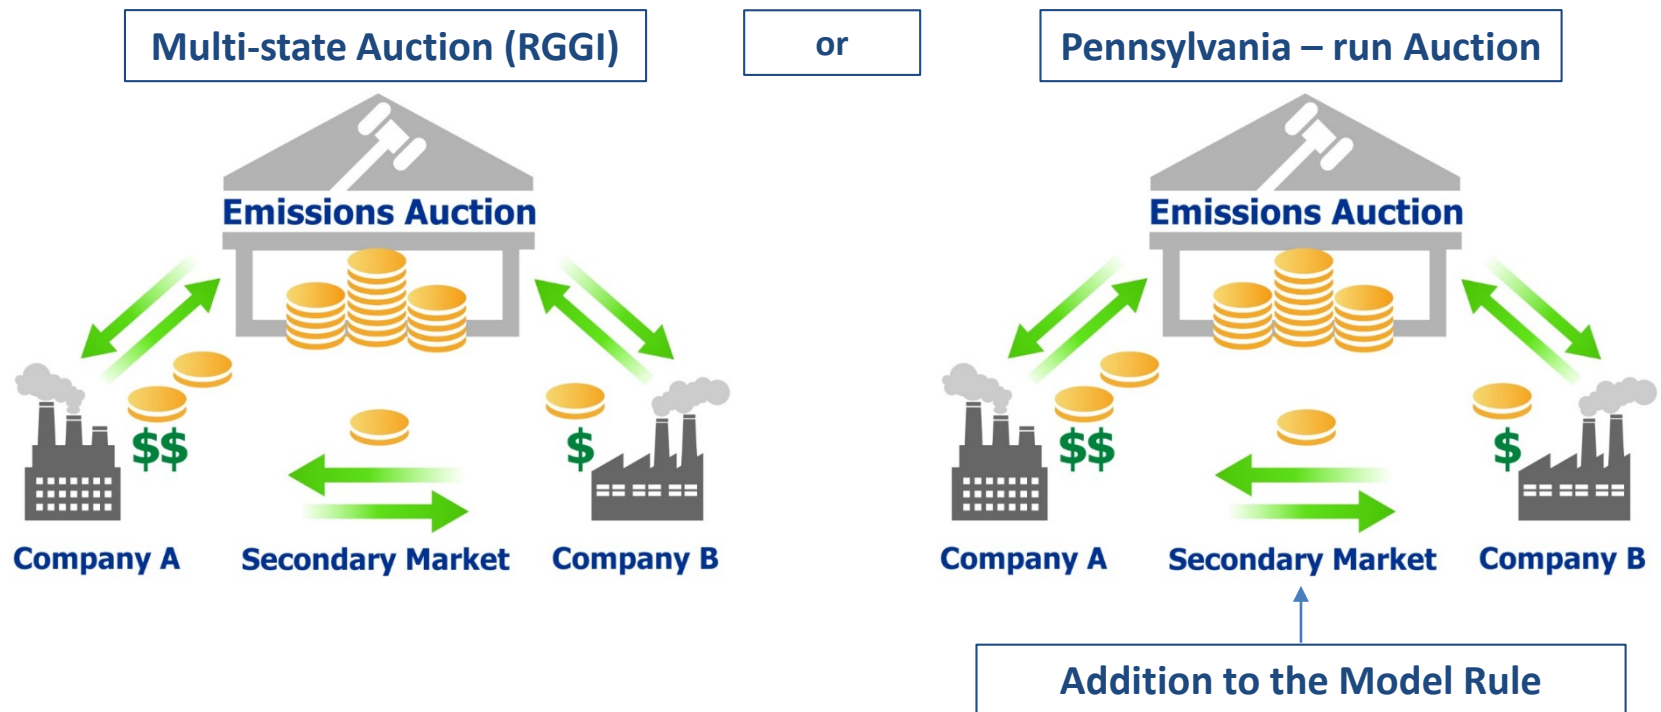 Multi-state Auction (RGGI)
or
Pennsylvania – run Auction
Emissions Auction
$$
$
Company A
Secondary Market
Company B
Emissions Auction
$$
$
Company A
Secondary Market
Company B
Addition to the Model Rule